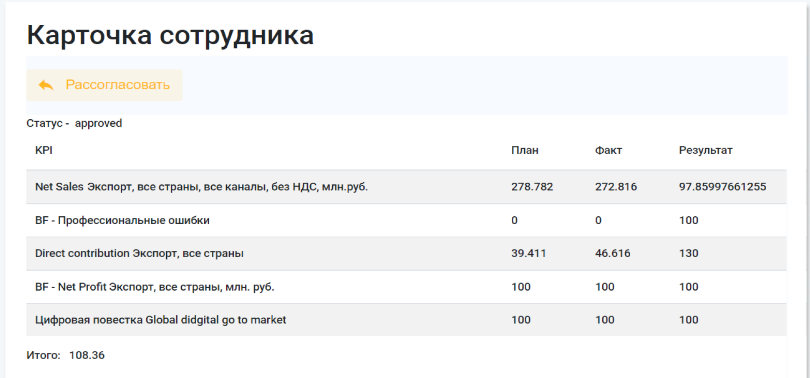 Карточка сотрудника
Рассогласовать
Статус - approved
KPI План Факт Результат
Net Sales Экспорт, все страны, все каналы, без НДС, млн.руб. 278.782 272.816 97.85997661255
BF - Профессиональные ошибки 0 0 100
Direct contribution Экспорт, все страны 39.411 46.616 130
BF - Net Profit Экспорт, все страны, млн. руб. 100 100 100
Цифровая повестка Global didgital go to market 100 100 100
Итого: 108.36